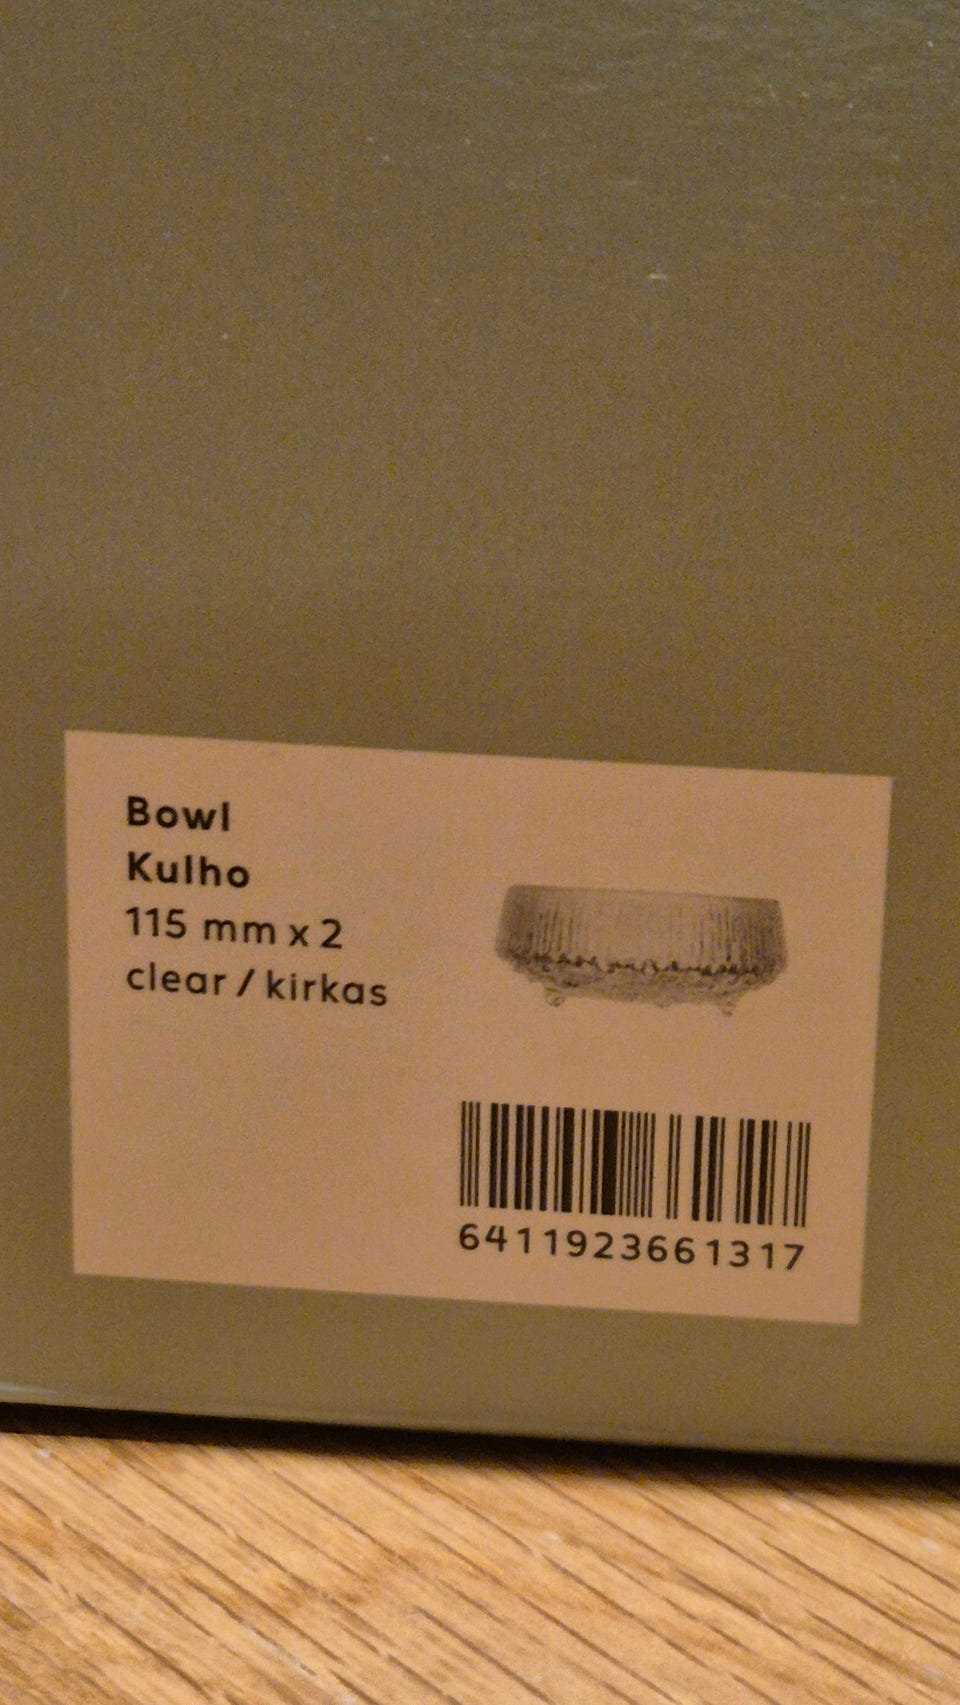 Bowl
Kulho
115 mm x 2
clear / kirkas
6411923661317